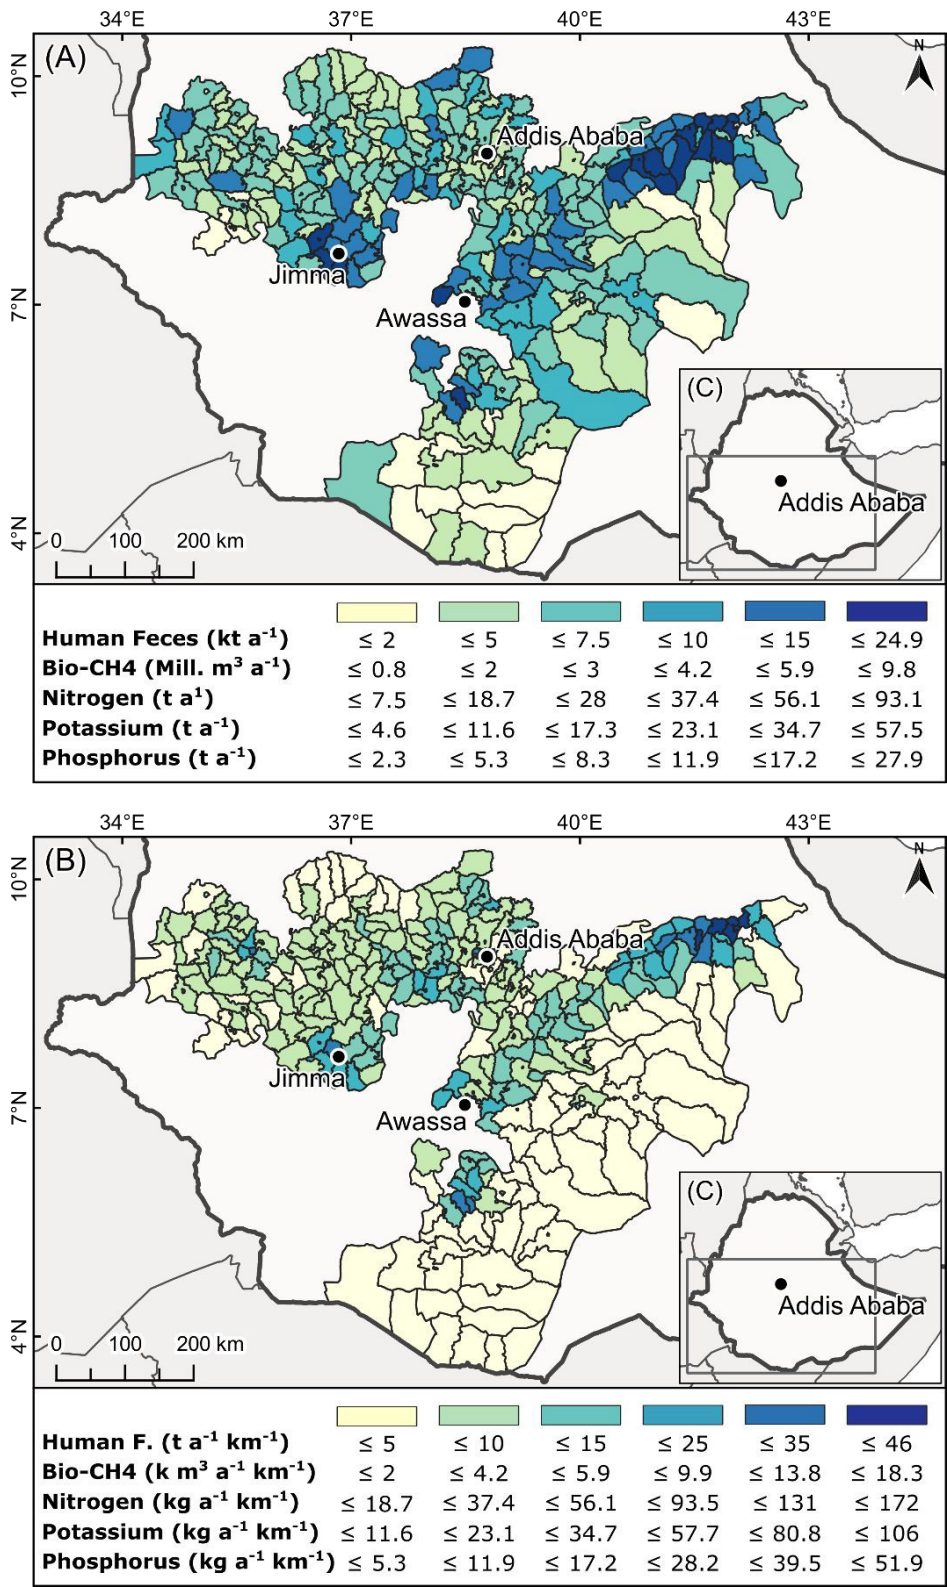 34°E 37°E 40°E 43°E
(A)
N
10°N
Addis Ababa
Jimma
7°N
Awassa
(C)
Addis Ababa
4°N
0 100 200 km
Human Feces (kt a⁻¹) ≤ 2 ≤ 5 ≤ 7.5 ≤ 10 ≤ 15 ≤ 24.9
Bio-CH4 (Mill. m³ a⁻¹) ≤ 0.8 ≤ 2 ≤ 3 ≤ 4.2 ≤ 5.9 ≤ 9.8
Nitrogen (t a¹) ≤ 7.5 ≤ 18.7 ≤ 28 ≤ 37.4 ≤ 56.1 ≤ 93.1
Potassium (t a⁻¹) ≤ 4.6 ≤ 11.6 ≤ 17.3 ≤ 23.1 ≤ 34.7 ≤ 57.5
Phosphorus (t a⁻¹) ≤ 2.3 ≤ 5.3 ≤ 8.3 ≤ 11.9 ≤17.2 ≤ 27.9
34°E 37°E 40°E 43°E
(B)
N
10°N
Addis Ababa
Jimma
7°N
Awassa
(C)
Addis Ababa
4°N
0 100 200 km
Human F. (t a⁻¹ km⁻¹) ≤ 5 ≤ 10 ≤ 15 ≤ 25 ≤ 35 ≤ 46
Bio-CH4 (k m³ a⁻¹ km⁻¹) ≤ 2 ≤ 4.2 ≤ 5.9 ≤ 9.9 ≤ 13.8 ≤ 18.3
Nitrogen (kg a⁻¹ km⁻¹) ≤ 18.7 ≤ 37.4 ≤ 56.1 ≤ 93.5 ≤ 131 ≤ 172
Potassium (kg a⁻¹ km⁻¹) ≤ 11.6 ≤ 23.1 ≤ 34.7 ≤ 57.7 ≤ 80.8 ≤ 106
Phosphorus (kg a⁻¹ km⁻¹) ≤ 5.3 ≤ 11.9 ≤ 17.2 ≤ 28.2 ≤ 39.5 ≤ 51.9